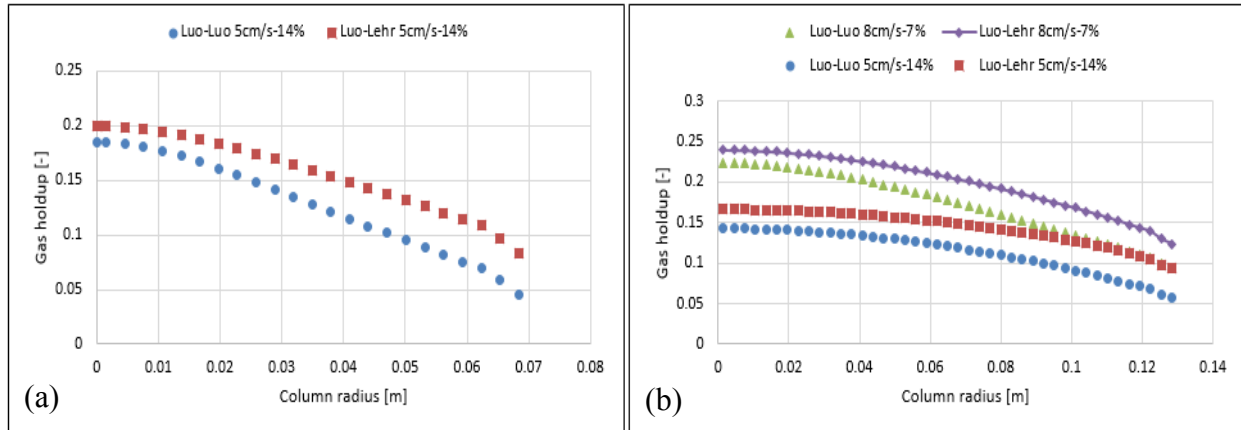 Luo-Luo 5cm/s-14% Luo-Lehr 5cm/s-14%
0.25
0.2
0.15
0.1
0.05
0
Gas holdup [-]
0 0.01 0.02 0.03 0.04 0.05 0.06 0.07 0.08
Column radius [m]
(a)
Luo-Luo 8cm/s-7% Luo-Lehr 8cm/s-7%
Luo-Luo 5cm/s-14% Luo-Lehr 5cm/s-14%
0.3
0.25
0.2
0.15
0.1
0.05
0
Gas holdup [-]
0 0.02 0.04 0.06 0.08 0.1 0.12 0.14
Column radius [m]
(b)